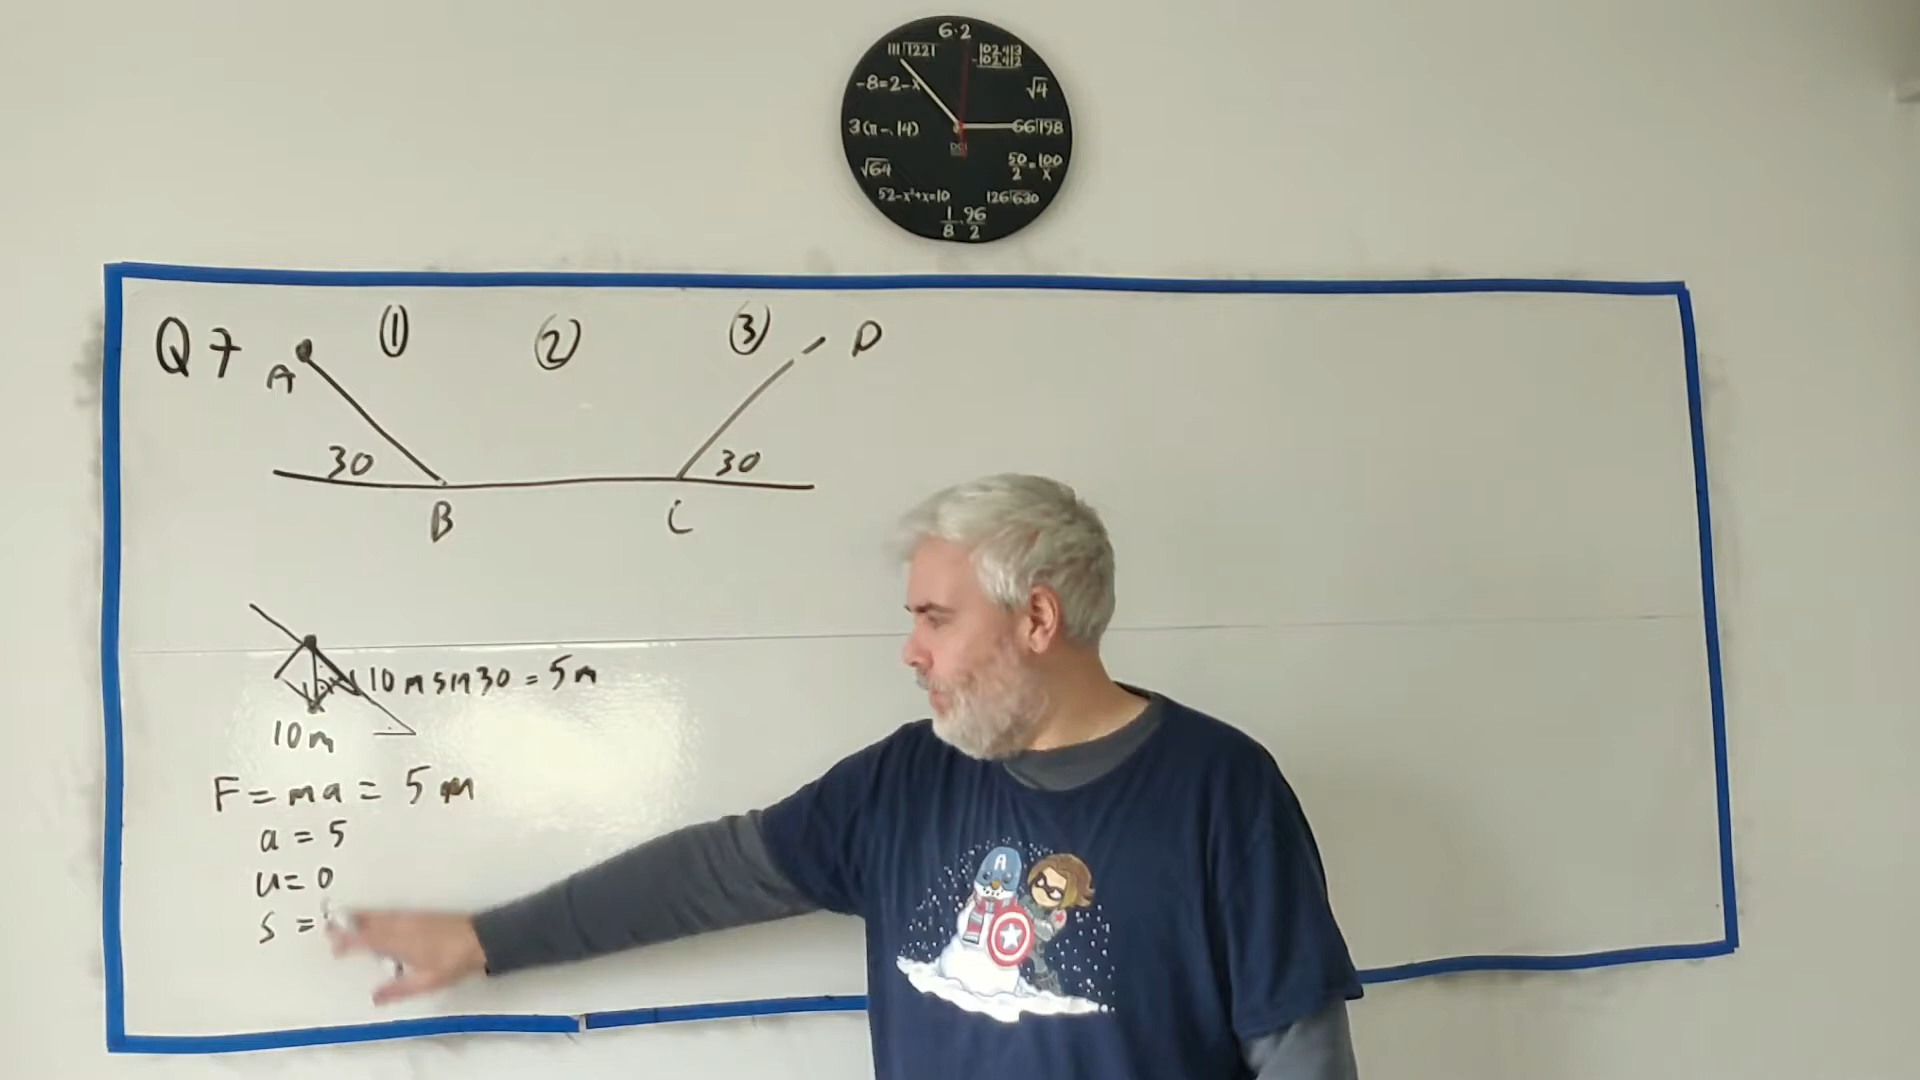 6·2
111|1221
102,413
-102,412
-8=2-x
√4
3(π-.14)
66|198
DCI
√64
50/2=100/x
52-x²+x=10
126|630
1/8·96/2
Q7
①
②
③
A
D
30
30
B
C
10m sin30 = 5m
10m
F = ma = 5m
a = 5
u = 0
s =
A